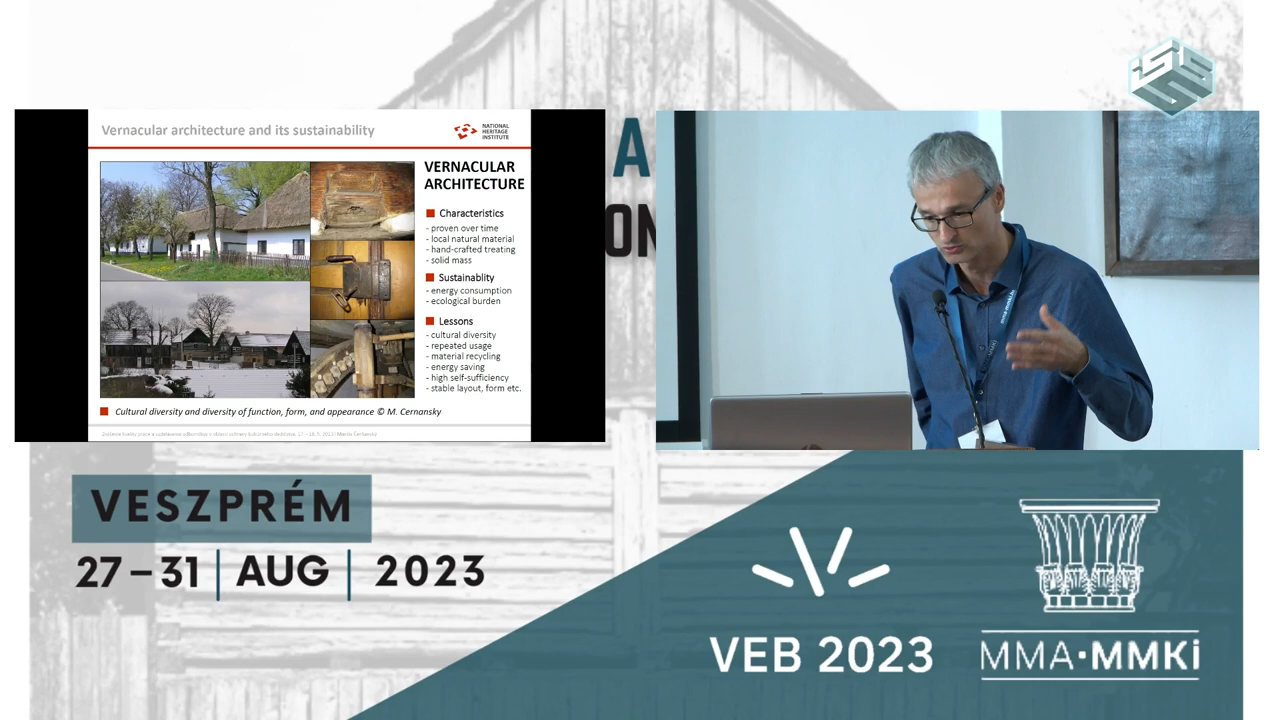 Vernacular architecture and its sustainability
NATIONAL
HERITAGE
INSTITUTE
VERNACULAR
ARCHITECTURE
Characteristics
- proven over time
- local natural material
- hand-crafted treating
- solid mass
Sustainablity
- energy consumption
- ecological burden
Lessons
- cultural diversity
- repeated usage
- material recycling
- energy saving
- high self-sufficiency
- stable layout, form etc.
Cultural diversity and diversity of function, form, and appearance © M. Cernansky
A
ON
VESZPRÉM
27–31 | AUG | 2023
VEB 2023
MMA·MMKi